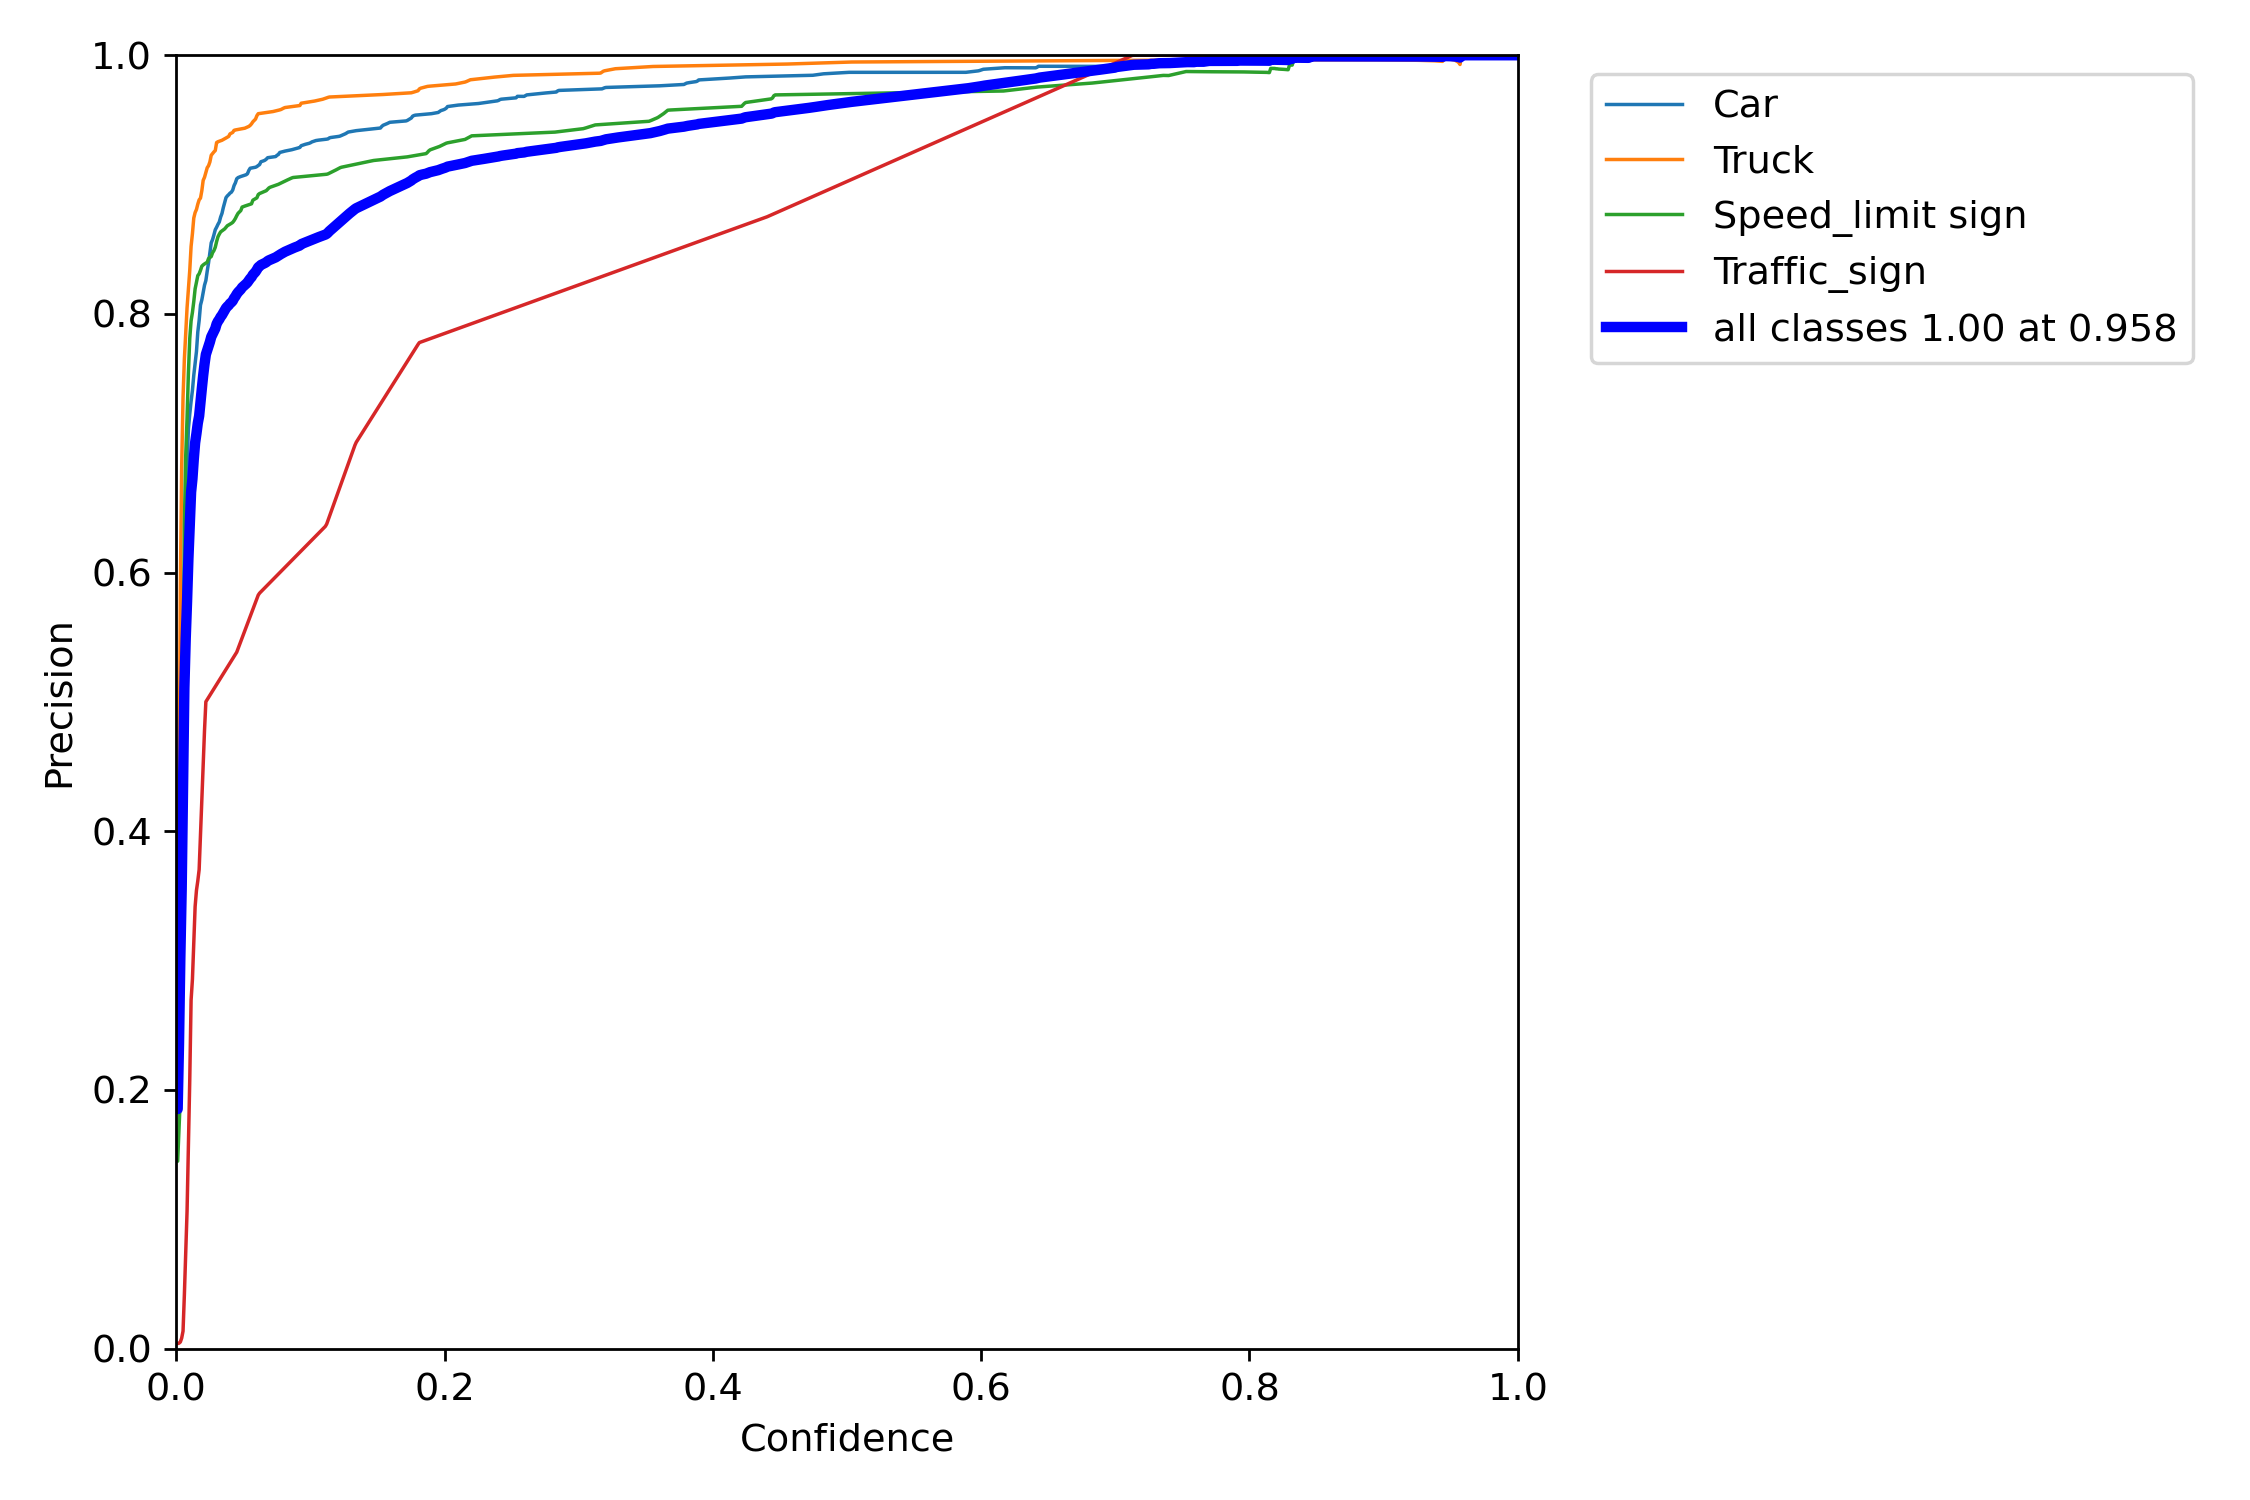 1.0
0.8
0.6
0.4
0.2
0.0
Precision
0.0 0.2 0.4 0.6 0.8 1.0
Confidence
Car
Truck
Speed_limit sign
Traffic_sign
all classes 1.00 at 0.958